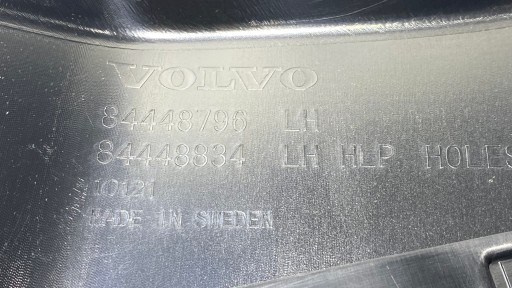 VOLVO
84448796 LH
84448834 LH HLP HOLES
10121
MADE IN SWEDEN